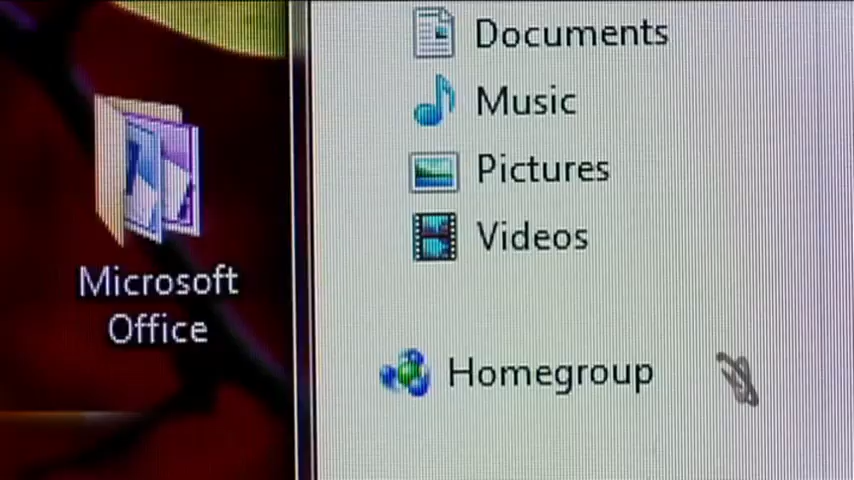 Microsoft
Office
Documents
Music
Pictures
Videos
Homegroup